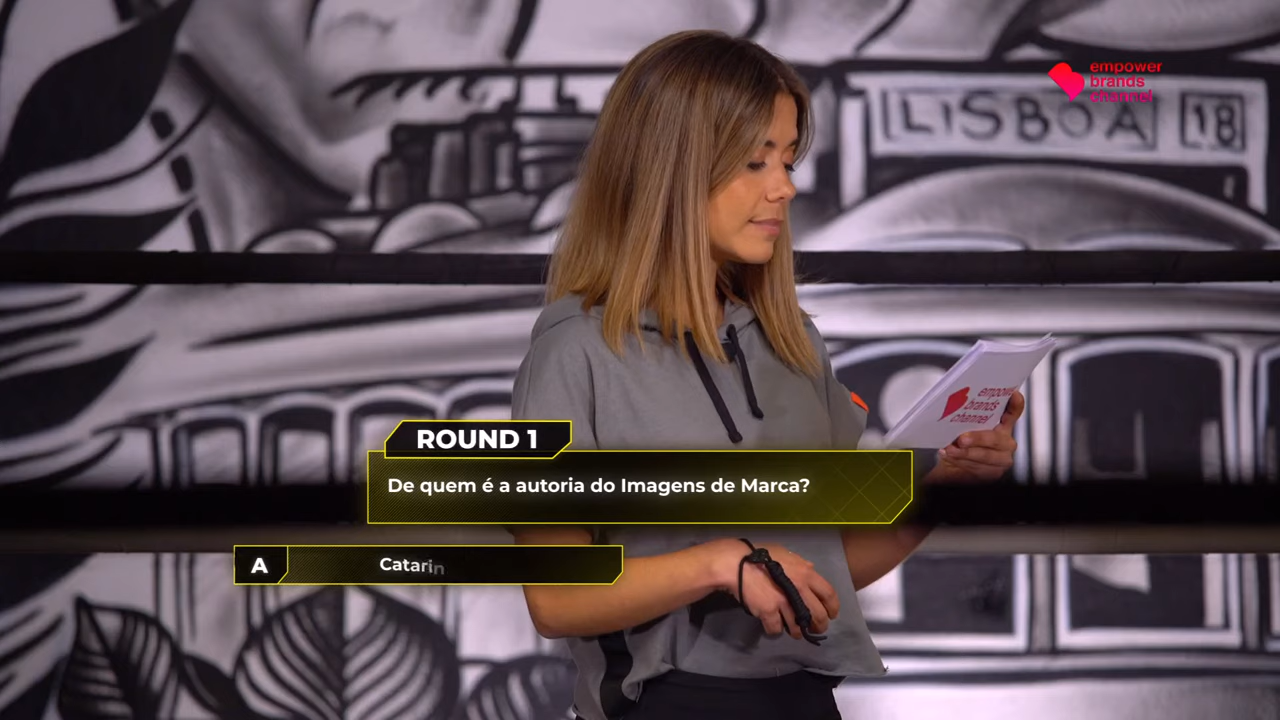 empower
brands
channel
LISBOA 18
empower
brands
channel
ROUND 1
De quem é a autoria do Imagens de Marca?
A Catarin